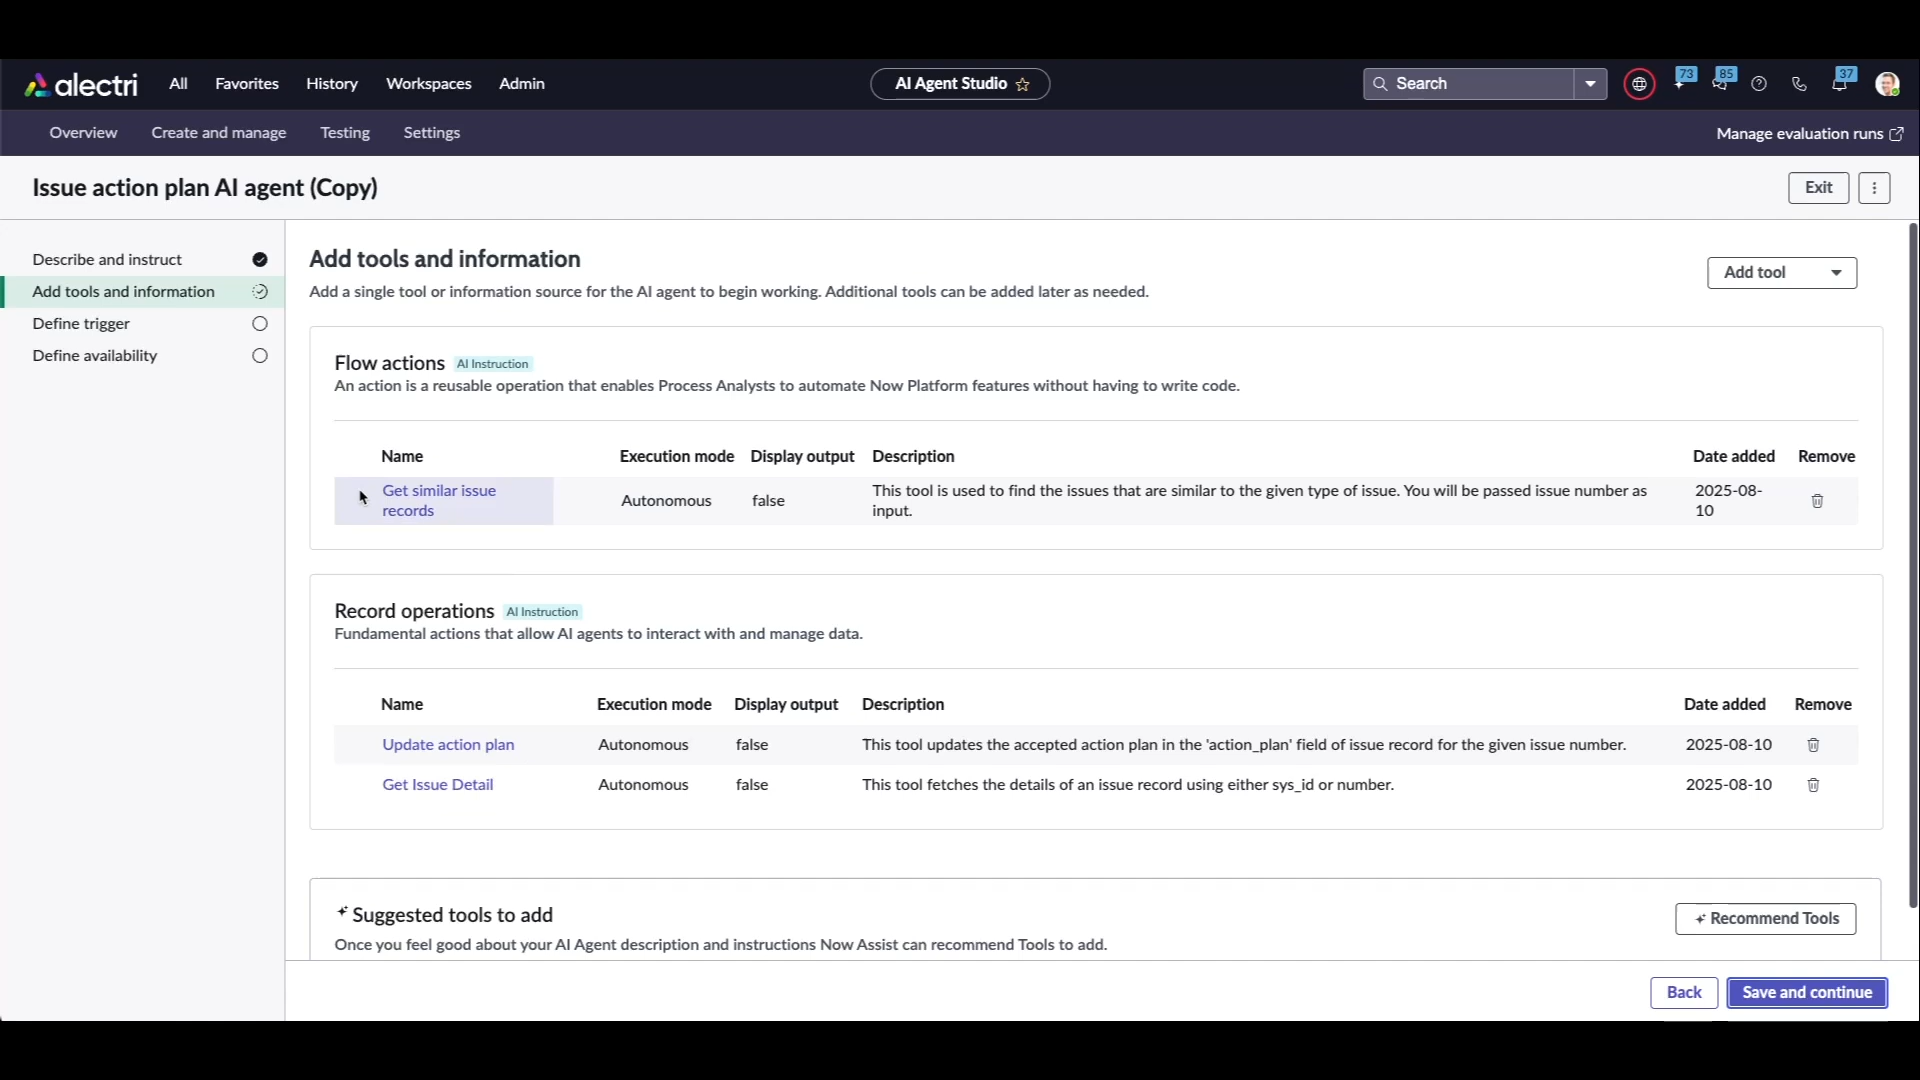 alectri All Favorites History Workspaces Admin AI Agent Studio Search 73 85 37
Overview Create and manage Testing Settings Manage evaluation runs
Issue action plan AI agent (Copy) Exit
Describe and instruct
Add tools and information
Define trigger
Define availability
Add tools and information
Add tool
Add a single tool or information source for the AI agent to begin working. Additional tools can be added later as needed.
Flow actions AI Instruction
An action is a reusable operation that enables Process Analysts to automate Now Platform features without having to write code.
Name Execution mode Display output Description Date added Remove
Get similar issue records Autonomous false This tool is used to find the issues that are similar to the given type of issue. You will be passed issue number as input. 2025-08-10
Record operations AI Instruction
Fundamental actions that allow AI agents to interact with and manage data.
Name Execution mode Display output Description Date added Remove
Update action plan Autonomous false This tool updates the accepted action plan in the 'action_plan' field of issue record for the given issue number. 2025-08-10
Get Issue Detail Autonomous false This tool fetches the details of an issue record using either sys_id or number. 2025-08-10
Suggested tools to add
Recommend Tools
Once you feel good about your AI Agent description and instructions Now Assist can recommend Tools to add.
Back Save and continue